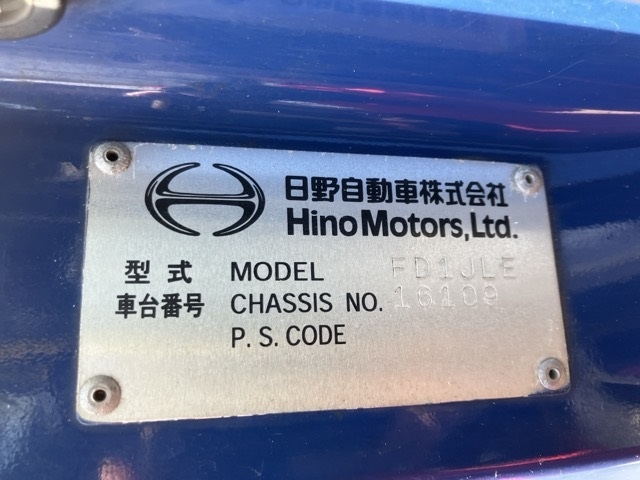 日野自動車株式会社
Hino Motors, Ltd.
型式 MODEL FD1JLE
車台番号 CHASSIS NO. 16109
P.S.CODE